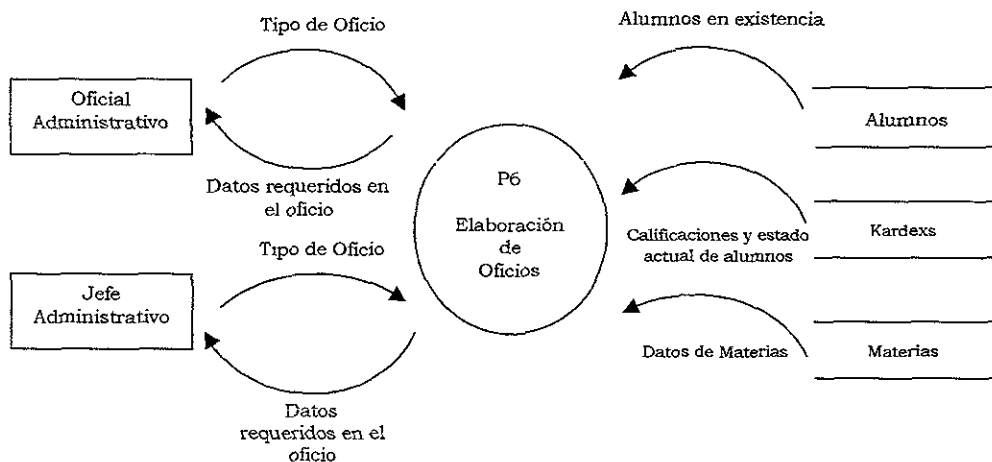 Tipo de Oficio
Alumnos en existencia
Oficial
Administrativo
Alumnos
Datos requeridos en
el oficio
P6
Elaboración
de
Oficios
Kardexs
Calificaciones y estado
actual de alumnos
Tipo de Oficio
Jefe
Administrativo
Datos de Materias
Materias
Datos
requeridos en el
oficio